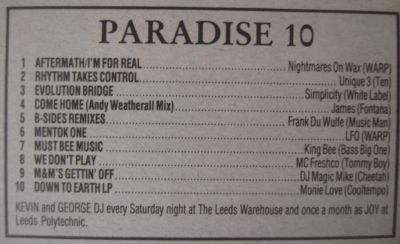 PARADISE 10
1 AFTERMATH/I'M FOR REAL Nightmares On Wax (WARP)
2 RHYTHM TAKES CONTROL Unique 3 (Ten)
3 EVOLUTION BRIDGE Simplicity (White Label)
4 COME HOME (Andy Weatherall Mix) James (Fontana)
5 B-SIDES REMIXES Frank Du Wulfe (Music Man)
6 MENTOK ONE LFO (WARP)
7 MUST BEE MUSIC King Bee (Bass Big One)
8 WE DON'T PLAY MC Freshco (Tommy Boy)
9 M&M'S GETTIN' OFF DJ Magic Mike (Cheetah)
10 DOWN TO EARTH LP Monie Love (Cooltempo)
KEVIN and GEORGE DJ every Saturday night at The Leeds Warehouse and once a month as JOY at
Leeds Polytechnic.